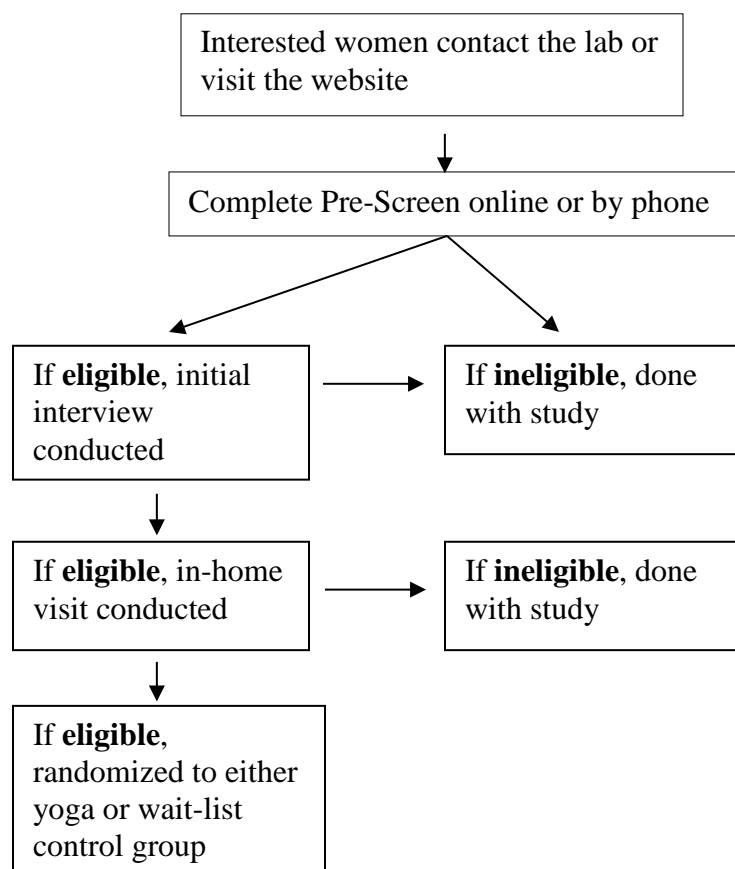 Interested women contact the lab or
visit the website
Complete Pre-Screen online or by phone
If eligible, initial
interview
conducted
If ineligible, done
with study
If eligible, in-home
visit conducted
If ineligible, done
with study
If eligible,
randomized to either
yoga or wait-list
control group